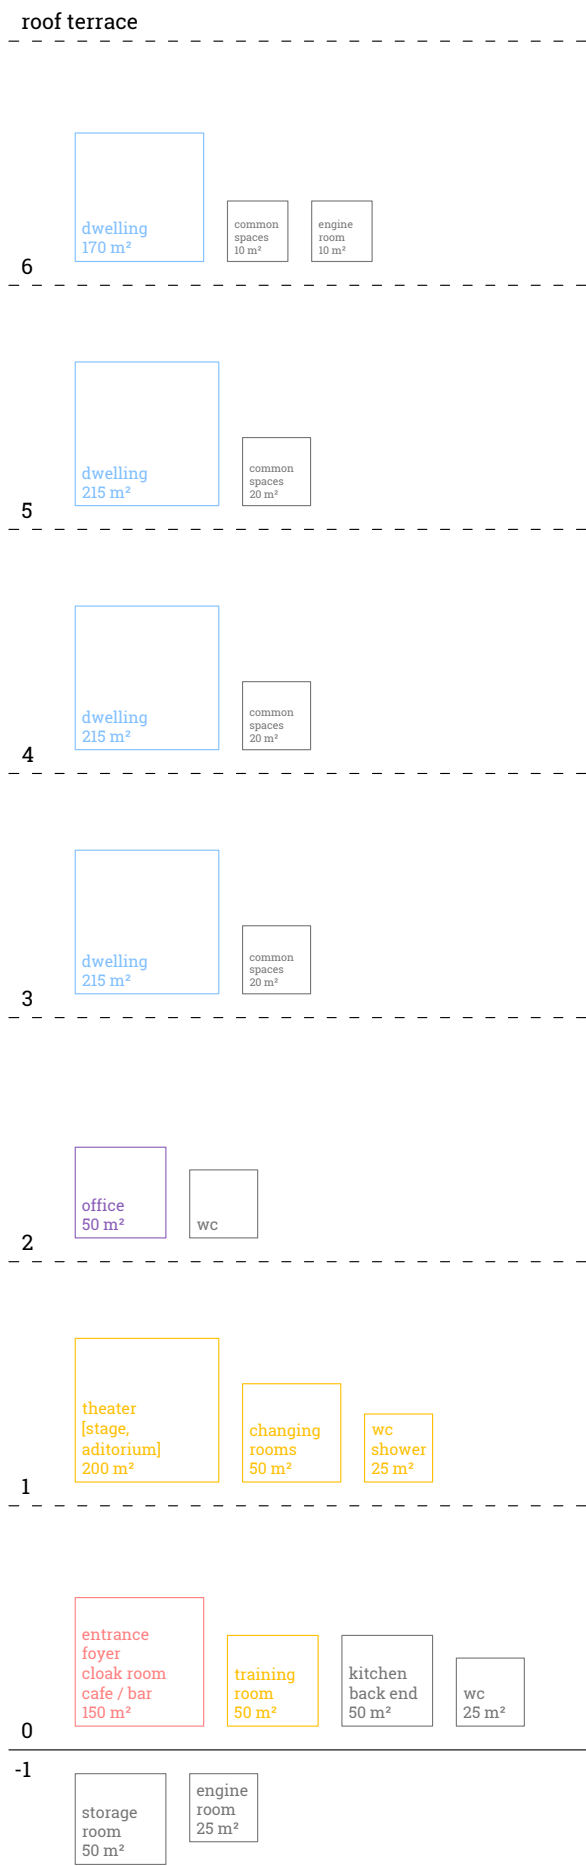 roof terrace
dwelling
170 m²
common
spaces
10 m²
engine
room
10 m²
6
dwelling
215 m²
common
spaces
20 m²
5
dwelling
215 m²
common
spaces
20 m²
4
dwelling
215 m²
common
spaces
20 m²
3
office
50 m²
wc
2
theater
[stage,
aditorium]
200 m²
changing
rooms
50 m²
wc
shower
25 m²
1
entrance
foyer
cloak room
cafe / bar
150 m²
training
room
50 m²
kitchen
back end
50 m²
wc
25 m²
0
-1
storage
room
50 m²
engine
room
25 m²